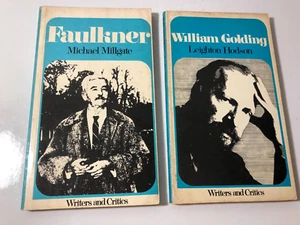 Faulkner
Michael Millgate
Writers and Critics
William Golding
Leighton Hodson
Writers and Critics